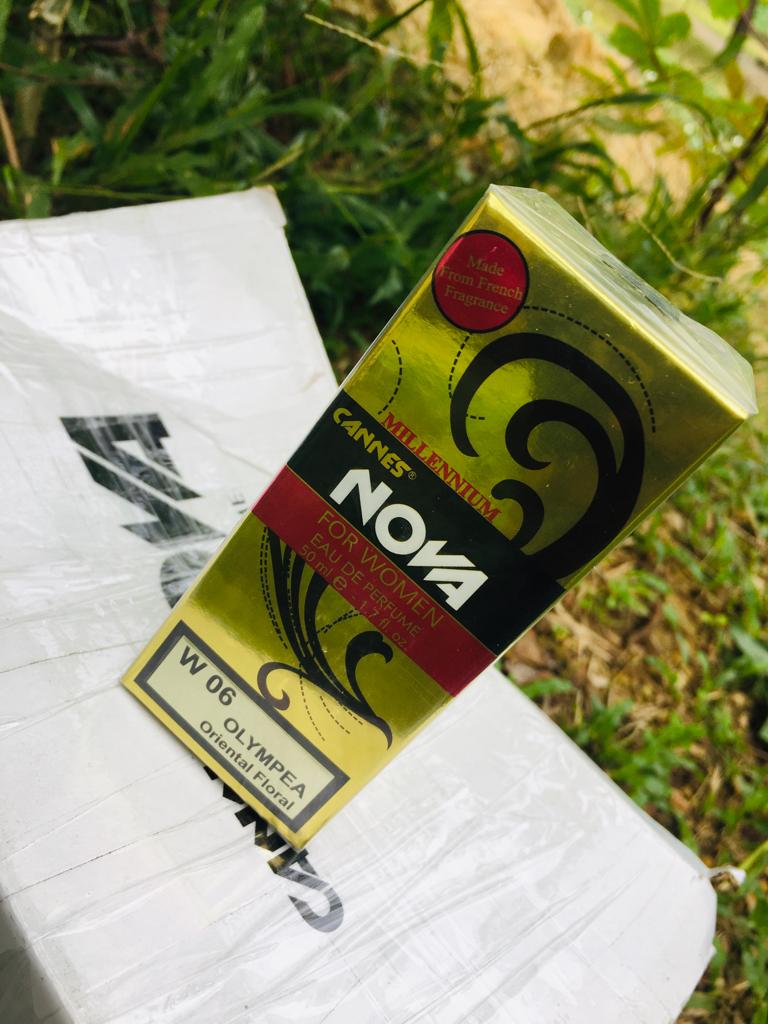 Made
From French
Fragrance
MILLENNIUM
CANNES®
NOVA
FOR WOMEN
EAU DE PERFUME
50 ml e - 1.7 fl oz
W 06
OLYMPEA
Oriental Floral